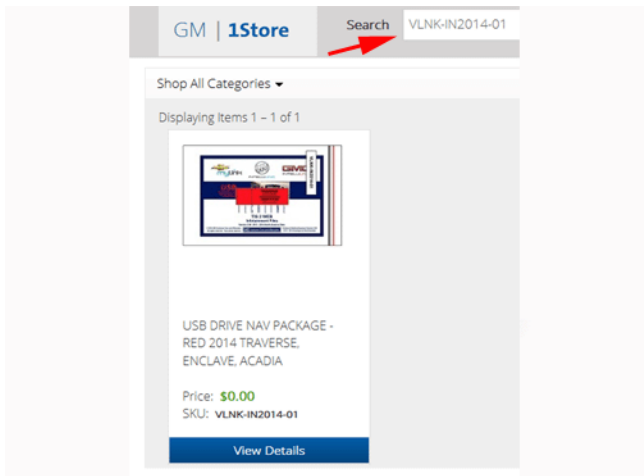 GM | 1Store
Search
VLNK-IN2014-01
Shop All Categories
Displaying Items 1 – 1 of 1
GMC
USB DRIVE NAV PACKAGE -
RED 2014 TRAVERSE,
ENCLAVE, ACADIA
Price: $0.00
SKU: VLNK-IN2014-01
View Details